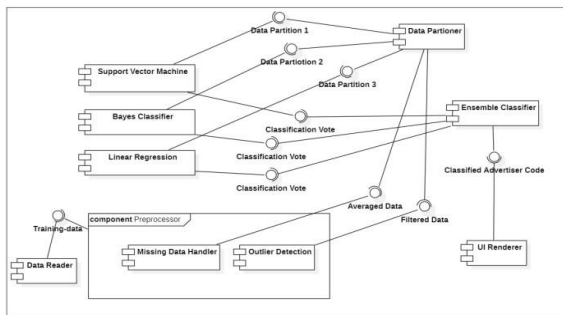 Data Partition 1
Data Partioner
Data Partiotion 2
Support Vector Machine
Data Partition 3
Ensemble Classifier
Bayes Classifier
Classification Vote
Linear Regression
Classification Vote
Classified Advertiser Code
Classification Vote
Averaged Data
component Preprocessor
Filtered Data
Training-data
Missing Data Handler
Outlier Detection
UI Renderer
Data Reader